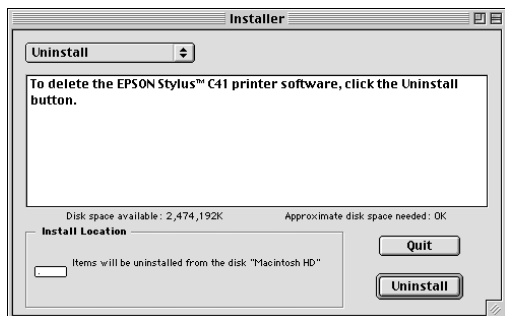 Installer
Uninstall
To delete the EPSON Stylus™ C41 printer software, click the Uninstall
button.
Disk space available: 2,474,192K Approximate disk space needed: 0K
Install Location
Items will be uninstalled from the disk "Macintosh HD"
Quit
Uninstall